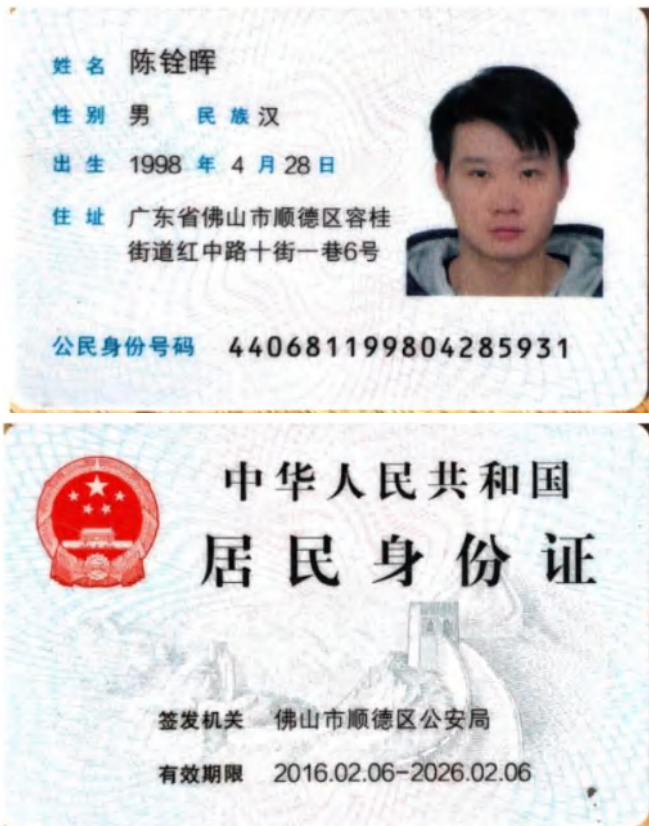 姓名 陈铨晖
性别 男 民族 汉
出生 1998 年 4 月 28 日
住址 广东省佛山市顺德区容桂
街道红中路十街一巷6号
公民身份号码 440681199804285931
中华人民共和国
居民身份证
签发机关 佛山市顺德区公安局
有效期限 2016.02.06-2026.02.06